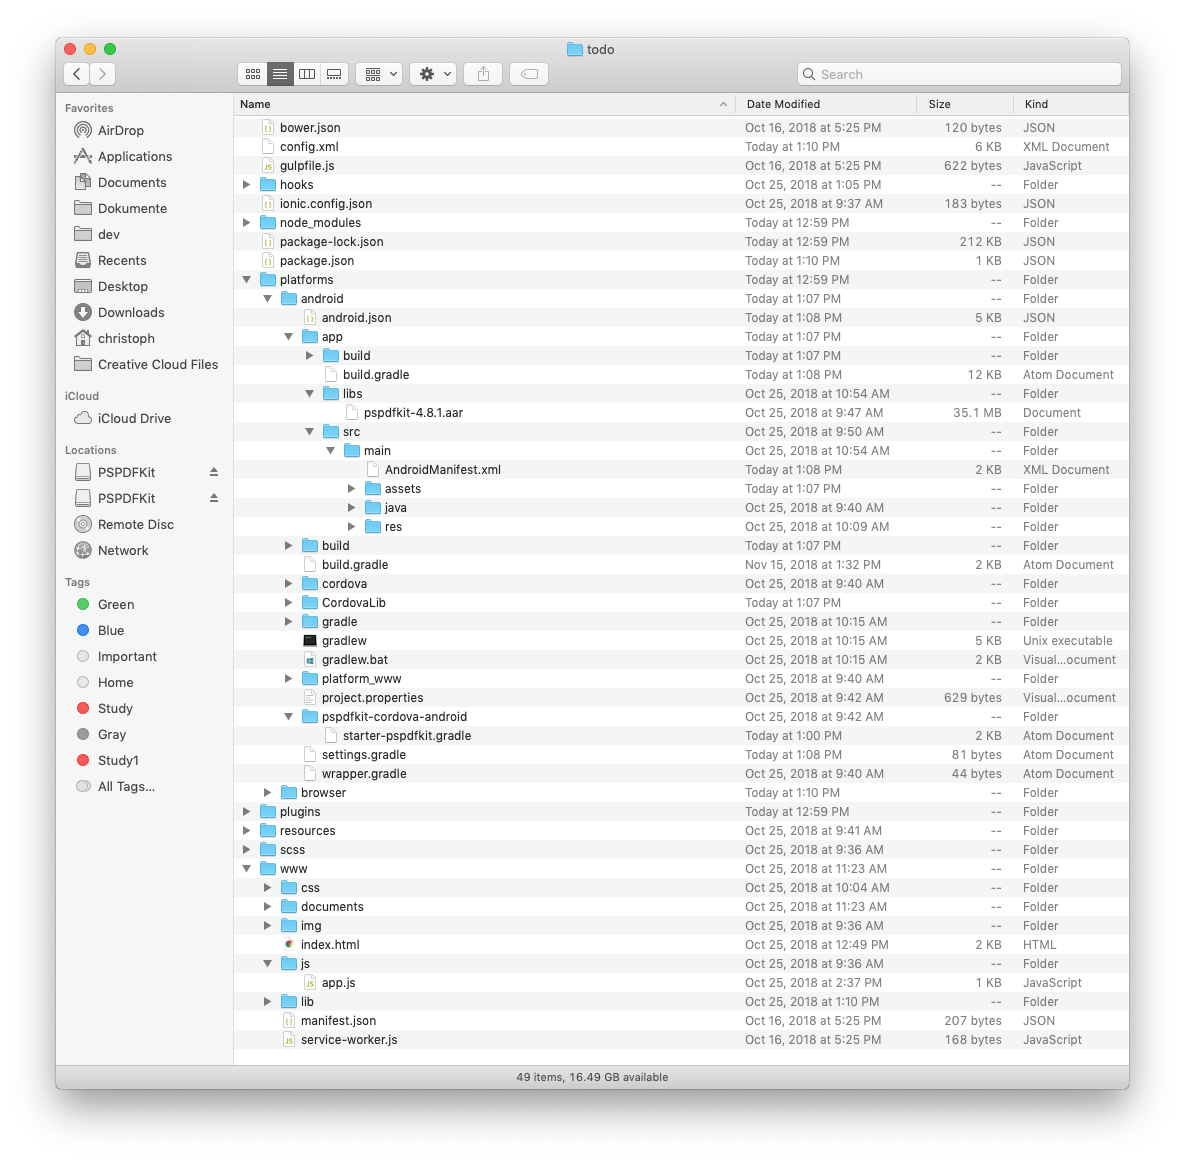 todo
Search
Favorites
AirDrop
Applications
Documents
Dokumente
dev
Recents
Desktop
Downloads
christoph
Creative Cloud Files
iCloud
iCloud Drive
Locations
PSPDFKit
PSPDFKit
Remote Disc
Network
Tags
Green
Blue
Important
Home
Study
Gray
Study1
All Tags...
Name Date Modified Size Kind
bower.json Oct 16, 2018 at 5:25 PM 120 bytes JSON
config.xml Today at 1:10 PM 6 KB XML Document
gulpfile.js Oct 16, 2018 at 5:25 PM 622 bytes JavaScript
hooks Oct 25, 2018 at 1:05 PM -- Folder
ionic.config.json Oct 25, 2018 at 9:37 AM 183 bytes JSON
node_modules Today at 12:59 PM -- Folder
package-lock.json Today at 12:59 PM 212 KB JSON
package.json Today at 1:10 PM 1 KB JSON
platforms Today at 12:59 PM -- Folder
android Today at 1:07 PM -- Folder
android.json Today at 1:08 PM 5 KB JSON
app Today at 1:07 PM -- Folder
build Today at 1:07 PM -- Folder
build.gradle Today at 1:08 PM 12 KB Atom Document
libs Oct 25, 2018 at 10:54 AM -- Folder
pspdfkit-4.8.1.aar Oct 25, 2018 at 9:47 AM 35.1 MB Document
src Oct 25, 2018 at 9:50 AM -- Folder
main Oct 25, 2018 at 10:54 AM -- Folder
AndroidManifest.xml Today at 1:08 PM 2 KB XML Document
assets Today at 1:07 PM -- Folder
java Oct 25, 2018 at 9:40 AM -- Folder
res Oct 25, 2018 at 10:09 AM -- Folder
build Today at 1:07 PM -- Folder
build.gradle Nov 15, 2018 at 1:32 PM 2 KB Atom Document
cordova Oct 25, 2018 at 9:40 AM -- Folder
CordovaLib Today at 1:07 PM -- Folder
gradle Oct 25, 2018 at 10:15 AM -- Folder
gradlew Oct 25, 2018 at 10:15 AM 5 KB Unix executable
gradlew.bat Oct 25, 2018 at 10:15 AM 2 KB Visual...ocument
platform_www Oct 25, 2018 at 9:40 AM -- Folder
project.properties Oct 25, 2018 at 9:42 AM 629 bytes Visual...ocument
pspdfkit-cordova-android Oct 25, 2018 at 9:42 AM -- Folder
starter-pspdfkit.gradle Today at 1:00 PM 2 KB Atom Document
settings.gradle Today at 1:08 PM 81 bytes Atom Document
wrapper.gradle Oct 25, 2018 at 9:40 AM 44 bytes Atom Document
browser Today at 1:10 PM -- Folder
plugins Today at 12:59 PM -- Folder
resources Oct 25, 2018 at 9:41 AM -- Folder
scss Oct 25, 2018 at 9:36 AM -- Folder
www Oct 25, 2018 at 11:23 AM -- Folder
css Oct 25, 2018 at 10:04 AM -- Folder
documents Oct 25, 2018 at 11:23 AM -- Folder
img Oct 25, 2018 at 9:36 AM -- Folder
index.html Oct 25, 2018 at 12:49 PM 2 KB HTML
js Oct 25, 2018 at 9:36 AM -- Folder
app.js Oct 25, 2018 at 2:37 PM 1 KB JavaScript
lib Oct 25, 2018 at 1:10 PM -- Folder
manifest.json Oct 16, 2018 at 5:25 PM 207 bytes JSON
service-worker.js Oct 16, 2018 at 5:25 PM 168 bytes JavaScript
49 items, 16.49 GB available